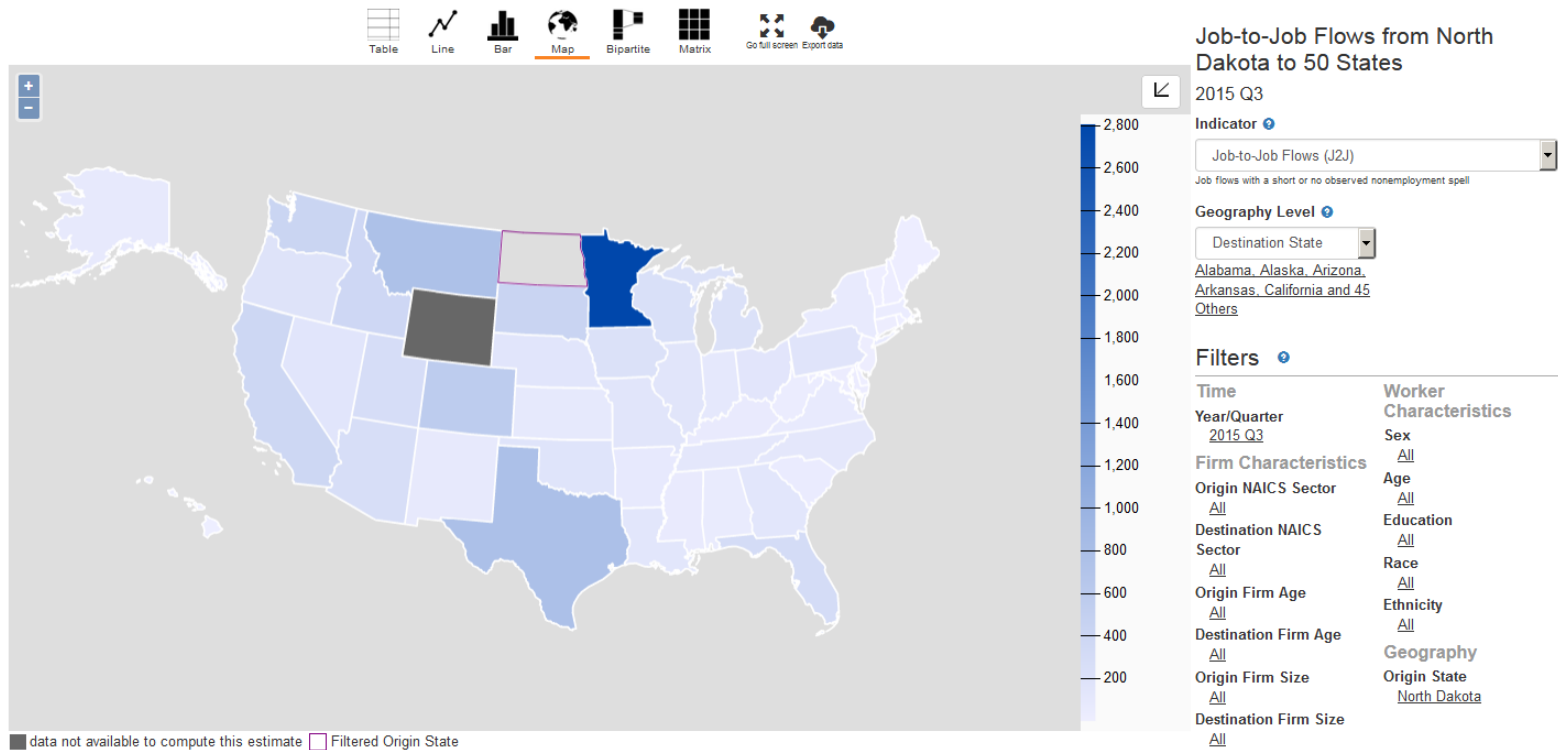 Table
Line
Bar
Map
Bipartite
Matrix
Go full screen
Export data
+
−
2,800
2,600
2,400
2,200
2,000
1,800
1,600
1,400
1,200
1,000
800
600
400
200
data not available to compute this estimate
Filtered Origin State
Job-to-Job Flows from North
Dakota to 50 States
2015 Q3
Indicator ?
Job-to-Job Flows (J2J)
Job flows with a short or no observed nonemployment spell
Geography Level ?
Destination State
Alabama, Alaska, Arizona,
Arkansas, California and 45
Others
Filters ?
Time
Year/Quarter
2015 Q3
Firm Characteristics
Origin NAICS Sector
All
Destination NAICS
Sector
All
Origin Firm Age
All
Destination Firm Age
All
Origin Firm Size
All
Destination Firm Size
All
Worker
Characteristics
Sex
All
Age
All
Education
All
Race
All
Ethnicity
All
Geography
Origin State
North Dakota